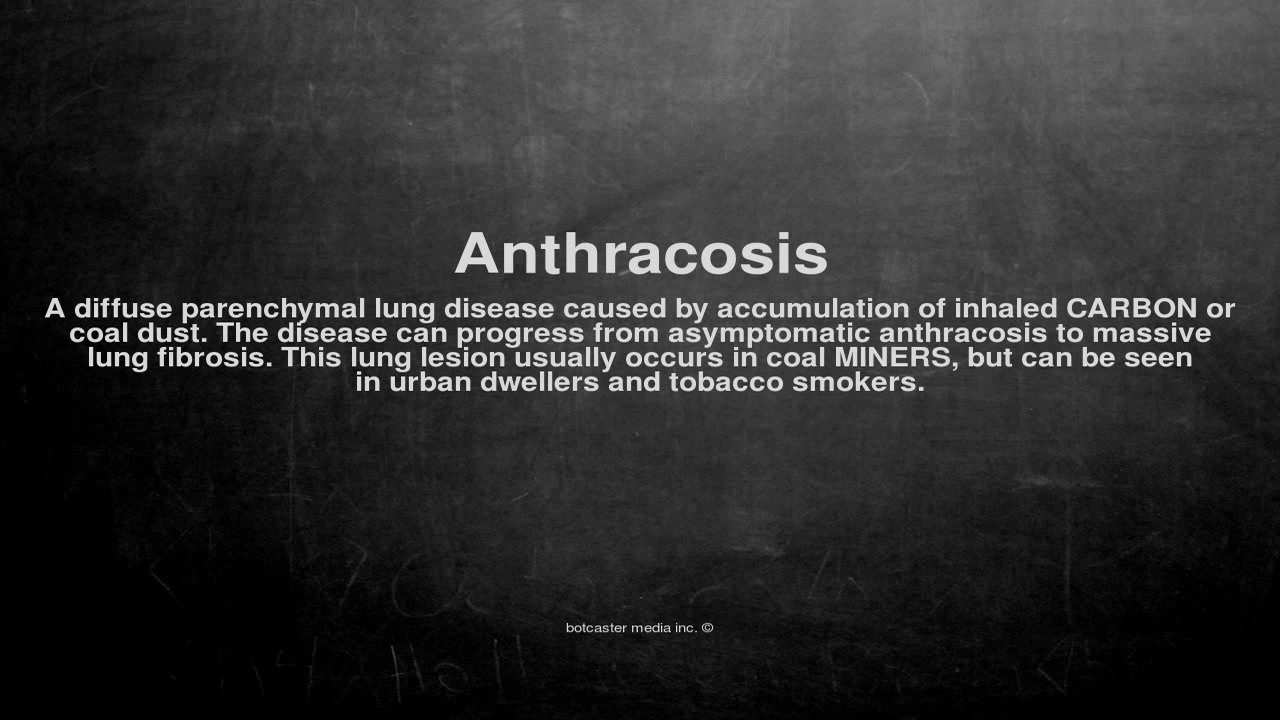 Anthracosis
A diffuse parenchymal lung disease caused by accumulation of inhaled CARBON or
coal dust. The disease can progress from asymptomatic anthracosis to massive
lung fibrosis. This lung lesion usually occurs in coal MINERS, but can be seen
in urban dwellers and tobacco smokers.
botcaster media inc. ©